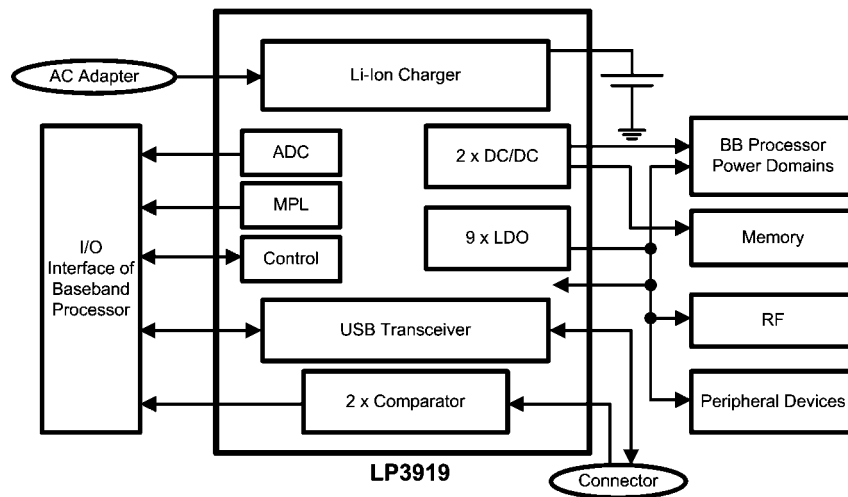 AC Adapter
Li-Ion Charger
ADC
2 x DC/DC
BB Processor
Power Domains
MPL
I/O
Interface of
Baseband
Processor
Control
9 x LDO
Memory
USB Transceiver
RF
2 x Comparator
Peripheral Devices
LP3919
Connector